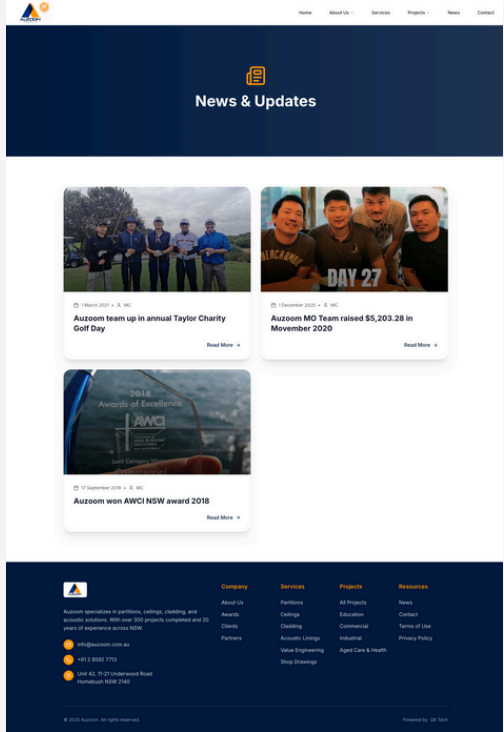 AUZOOM
Home
About Us
Services
Projects
News
Contact
News & Updates
1 March 2021 • MC
Auzoom team up in annual Taylor Charity
Golf Day
Read More →
BENCHMARK
DAY 27
1 December 2020 • MC
Auzoom MO Team raised $5,203.28 in
Movember 2020
Read More →
2018
Awards of Excellence
AWCI
Joint Category Winner
Commercial
17 September 2018 • MC
Auzoom won AWCI NSW award 2018
Read More →
Auzoom specializes in partitions, ceilings, cladding, and
acoustic solutions. With over 300 projects completed and 20
years of experience across NSW.
info@auzoom.com.au
+61 2 8592 7713
Unit 42, 11-21 Underwood Road
Homebush NSW 2140
Company
About Us
Awards
Clients
Partners
Services
Partitions
Ceilings
Cladding
Acoustic Linings
Value Engineering
Shop Drawings
Projects
All Projects
Education
Commercial
Industrial
Aged Care & Health
Resources
News
Contact
Terms of Use
Privacy Policy
© 2025 Auzoom. All rights reserved.
Powered by QS Tech